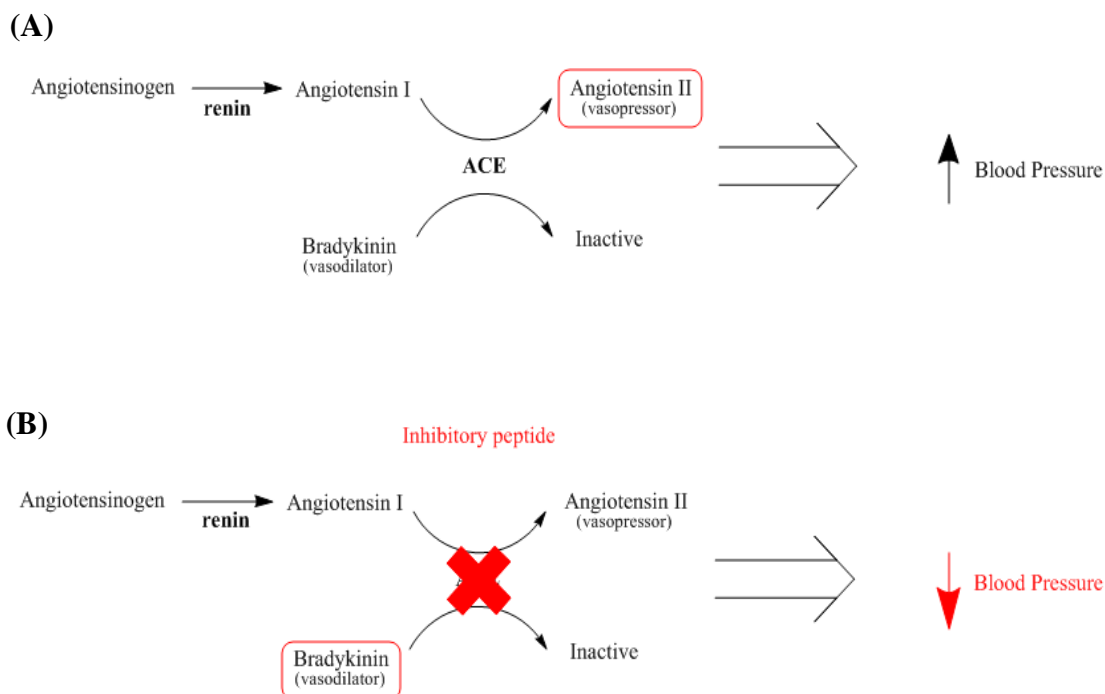 (A)
Angiotensinogen
renin
Angiotensin I
Angiotensin II
(vasopressor)
ACE
Bradykinin
(vasodilator)
Inactive
Blood Pressure
(B)
Inhibitory peptide
Angiotensinogen
renin
Angiotensin I
Angiotensin II
(vasopressor)
Bradykinin
(vasodilator)
Inactive
Blood Pressure